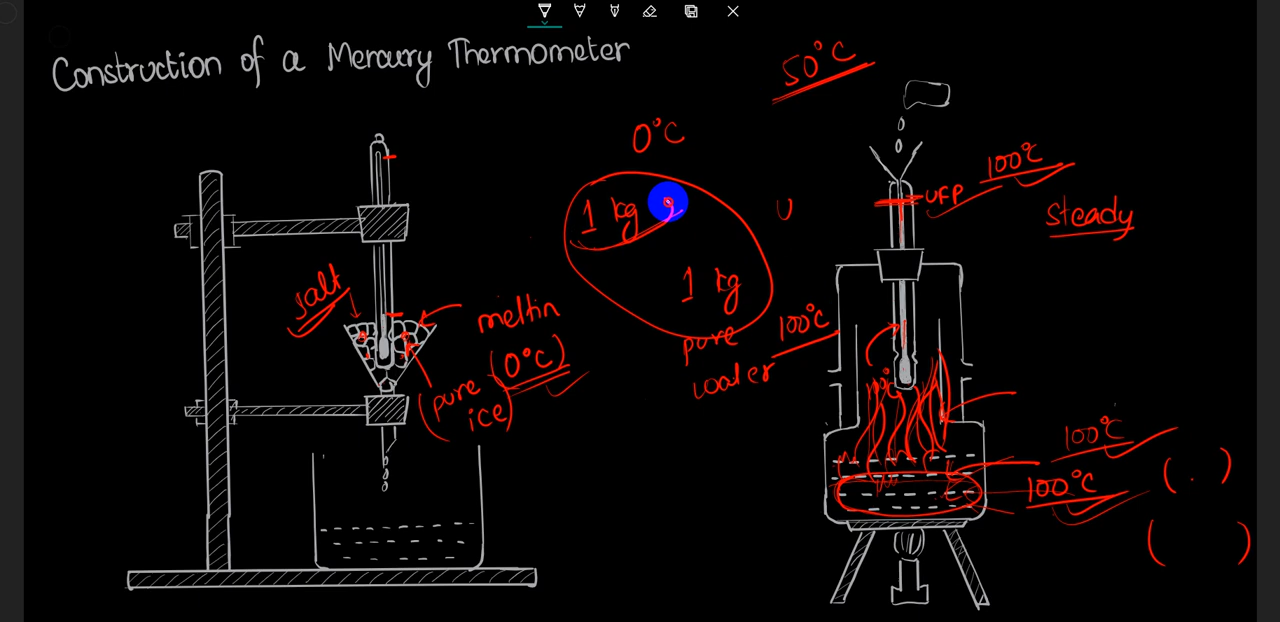 Construction of a Mercury Thermometer
50°C
0°C
1 kg
U
1 kg
pure
water
salt
meltin
(0°C)
(pure
ice)
100°C
UFP
100°C
Steady
100°C
100°C
( . )
( )